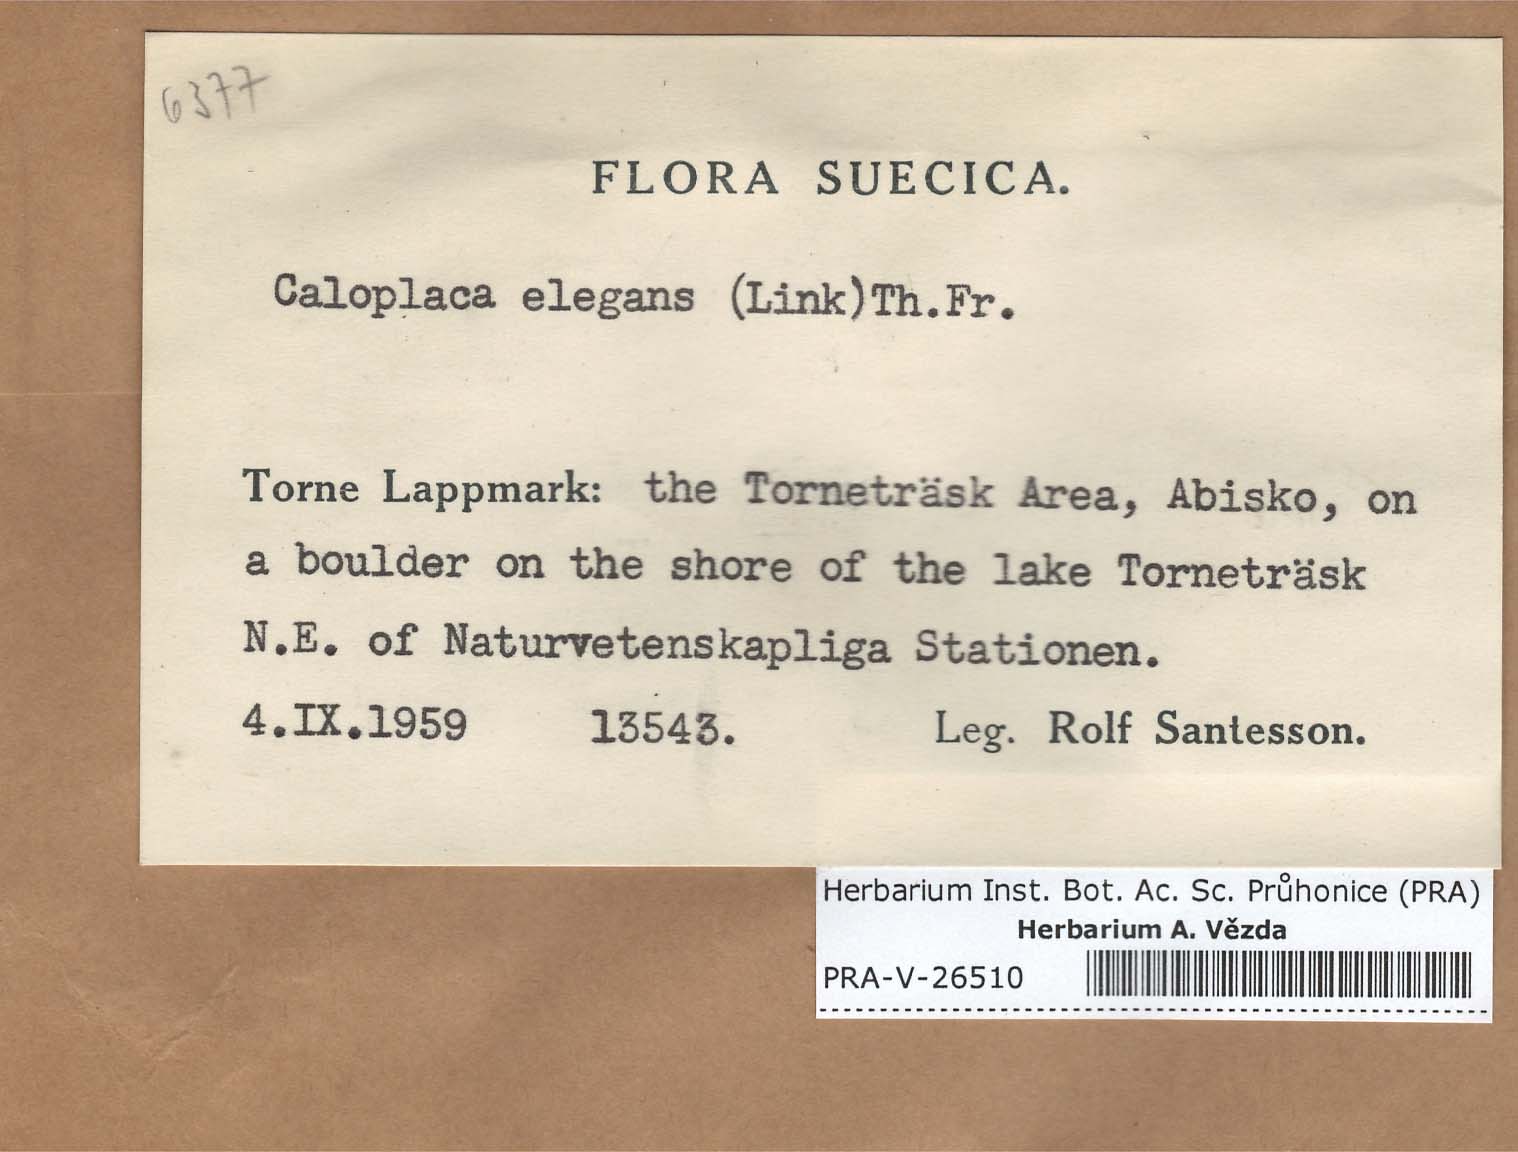 6377
FLORA SUECICA.
Caloplaca elegans (Link)Th.Fr.
Torne Lappmark: the Torneträsk Area, Abisko, on
a boulder on the shore of the lake Torneträsk
N.E. of Naturvetenskapliga Stationen.
4.IX.1959 13543. Leg. Rolf Santesson.
Herbarium Inst. Bot. Ac. Sc. Průhonice (PRA)
Herbarium A. Vězda
PRA-V-26510